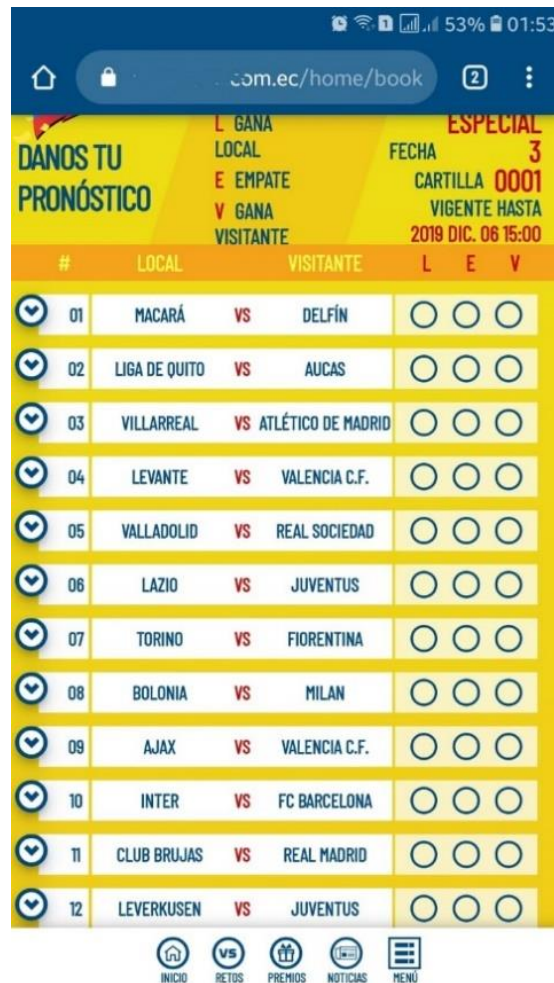 53% 01:53
.com.ec/home/book 2
DANOS TU
PRONÓSTICO
L GANA
LOCAL
E EMPATE
V GANA
VISITANTE
ESPECIAL
FECHA 3
CARTILLA 0001
VIGENTE HASTA
2019 DIC. 06 15:00
# LOCAL VISITANTE L E V
01 MACARÁ VS DELFÍN
02 LIGA DE QUITO VS AUCAS
03 VILLARREAL VS ATLÉTICO DE MADRID
04 LEVANTE VS VALENCIA C.F.
05 VALLADOLID VS REAL SOCIEDAD
06 LAZIO VS JUVENTUS
07 TORINO VS FIORENTINA
08 BOLONIA VS MILAN
09 AJAX VS VALENCIA C.F.
10 INTER VS FC BARCELONA
11 CLUB BRUJAS VS REAL MADRID
12 LEVERKUSEN VS JUVENTUS
VS
INICIO RETOS PREMIOS NOTICIAS MENÚ